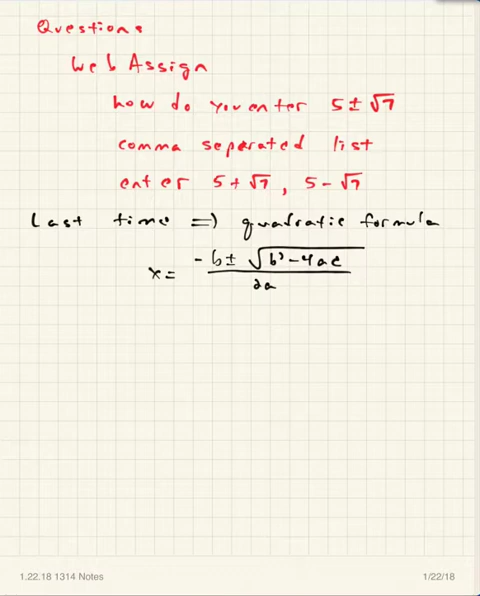 Questions
Web Assign
how do you enter 5 ± √7
comma separated list
enter 5 + √7 , 5 - √7
Last time => quadratic formula
x = -b ± √b² - 4ac / 2a
1.22.18 1314 Notes 1/22/18